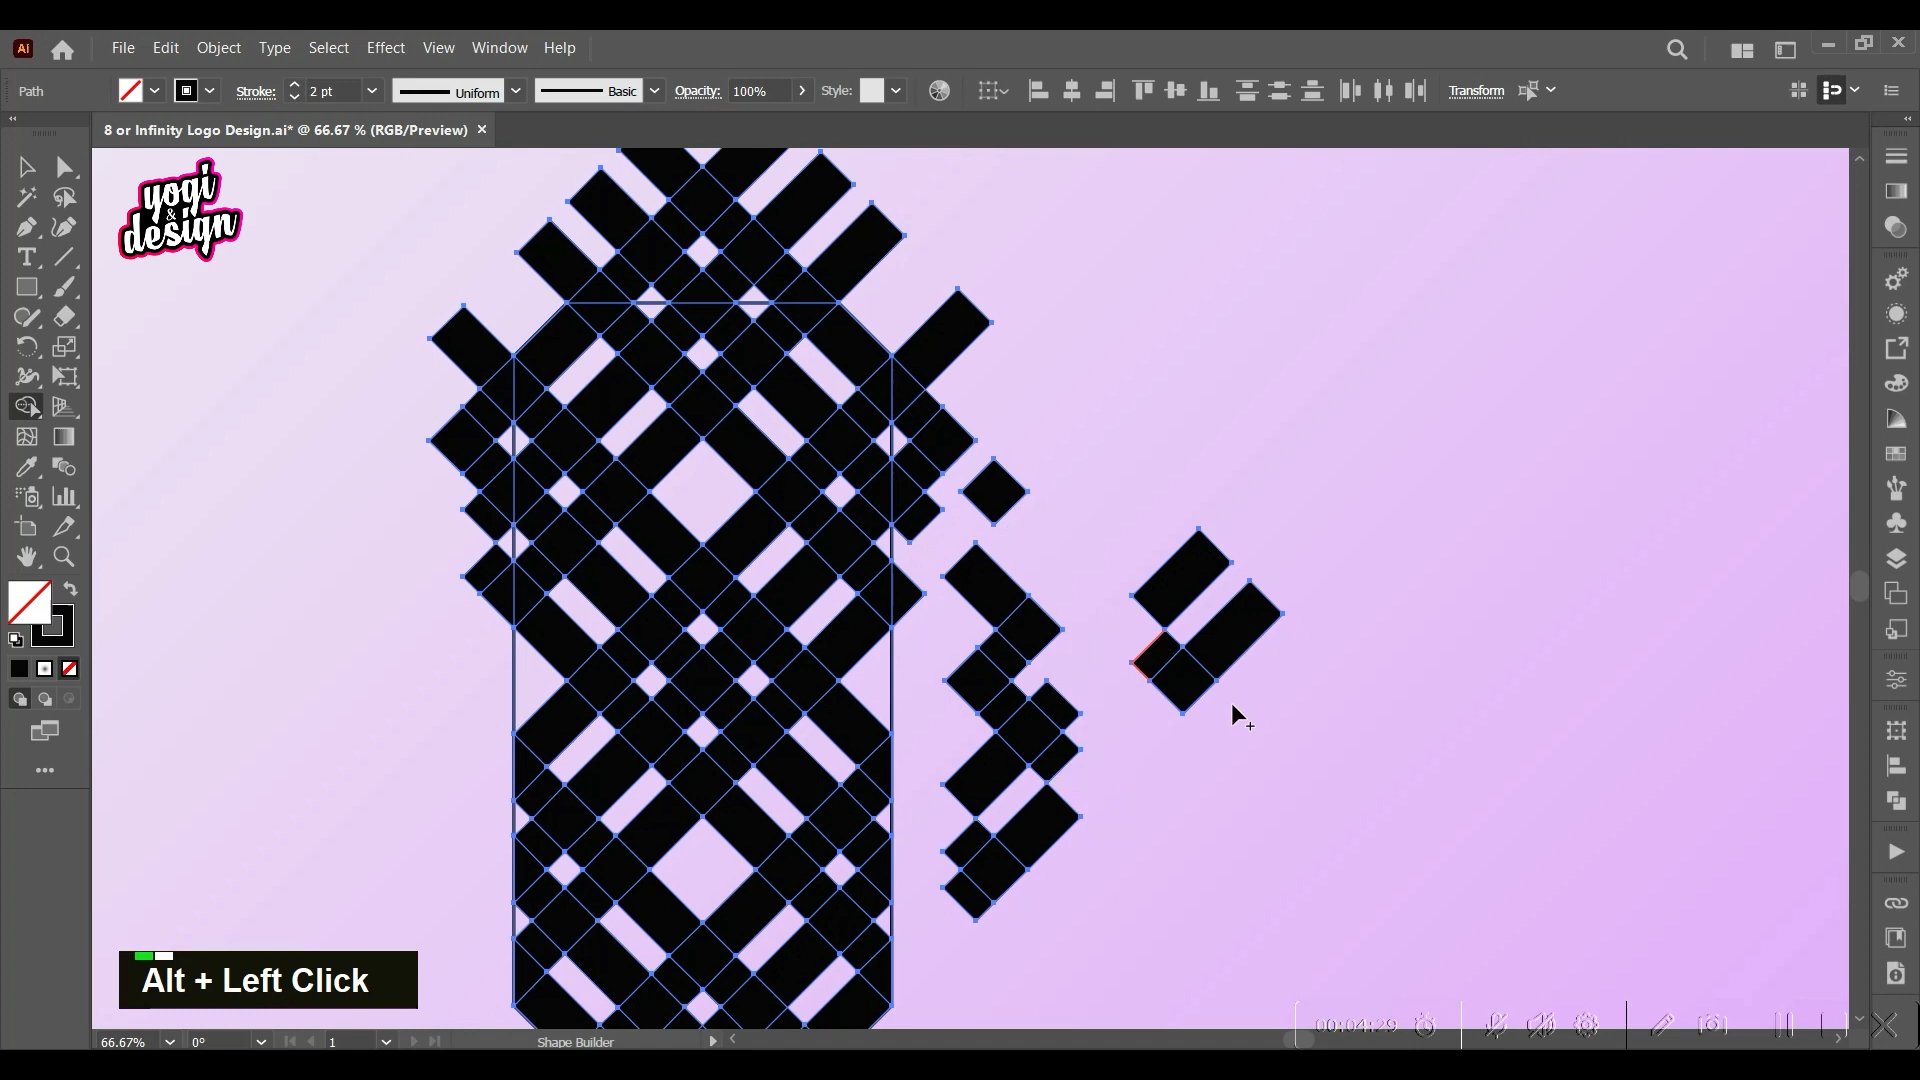 Ai File Edit Object Type Select Effect View Window Help
Path Stroke: 2 pt Uniform Basic Opacity: 100% Style: Transform
8 or Infinity Logo Design.ai* @ 66.67 % (RGB/Preview)
yogi
&
design
Alt + Left Click
00:04:29
66.67% 0° 1 Shape Builder